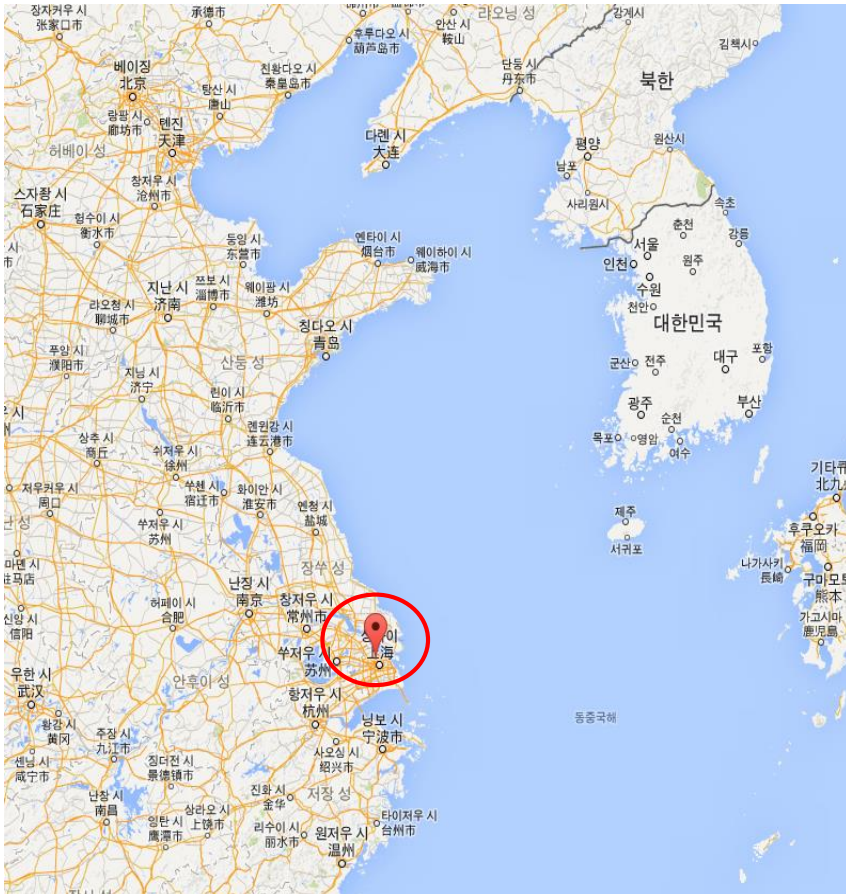 장자커우 시
张家口市
承德市
후루다오 시
葫芦岛市
안산 시
鞍山
라오닝 성
강계시
김책시
베이징
北京
친황다오 시
秦皇岛市
탕산 시
唐山
단둥 시
丹东市
북한
랑팡 시
廊坊市
톈진
天津
허베이 성
다롄 시
大连
평양
원산시
남포
창저우 시
沧州市
사리원시
스자좡 시
石家庄
헝수이 시
衡水市
속초
춘천
강릉
서울
인천
원주
수원
둥잉 시
东营市
옌타이 시
烟台市
웨이하이 시
威海市
지난 시
济南
쯔보 시
淄博市
웨이팡 시
潍坊
랴오청 시
聊城市
천안
대한민국
칭다오 시
青岛
푸양 시
濮阳市
산둥 성
지닝 시
济宁
군산
전주
대구
포항
린이 시
临沂市
광주
순천
부산
롄윈강 시
连云港市
목포
영암
여수
상추 시
商丘
쉬저우 시
徐州
기타큐
北九
저우커우 시
周口
쑤첸 시
宿迁市
화이안 시
淮安市
옌청 시
盐城
쑤저우 시
苏州
제주
서귀포
후쿠오카
福岡
나가사키
長崎
구마모토
熊本
마뎬 시
驻马店
장쑤 성
난징 시
南京
창저우 시
常州市
허페이 시
合肥
신양 시
信阳
가고시마
鹿児島
쑤저우 시
苏州
上海
우한 시
武汉
안후이 성
항저우 시
杭州
닝보 시
宁波市
동중국해
황강 시
黄冈
주장 시
九江市
사오싱 시
绍兴市
셴닝 시
咸宁市
징더전 시
景德镇市
난창 시
南昌
진화 시
金华
저장 성
상라오 시
上饶市
잉탄 시
鹰潭市
타이저우 시
台州市
리수이 시
丽水市
원저우 시
温州